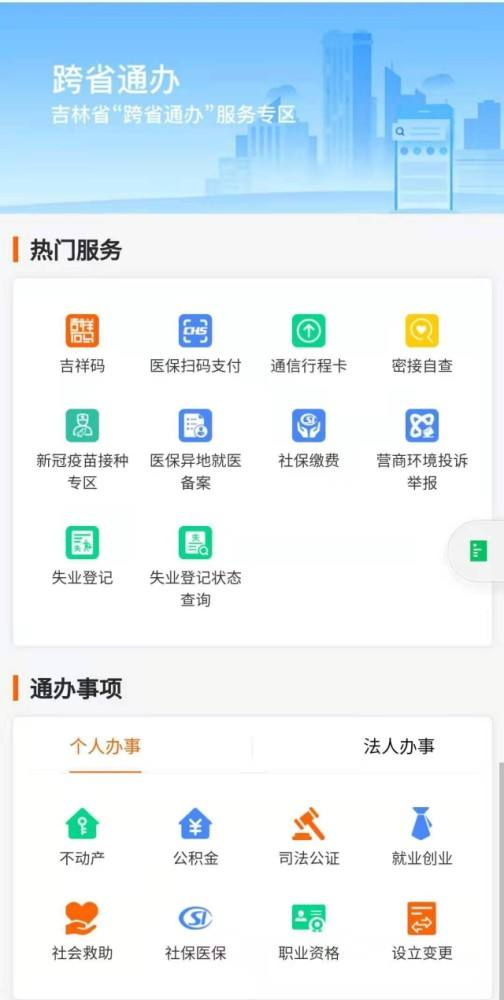 跨省通办
吉林省“跨省通办”服务专区
热门服务
吉祥码
CHS
医保扫码支付
通信行程卡
密接自查
新冠疫苗接种
专区
医保异地就医
备案
社保缴费
营商环境投诉
举报
失业登记
失业登记状态
查询
通办事项
个人办事
法人办事
不动产
公积金
司法公证
就业创业
社会救助
社保医保
职业资格
设立变更